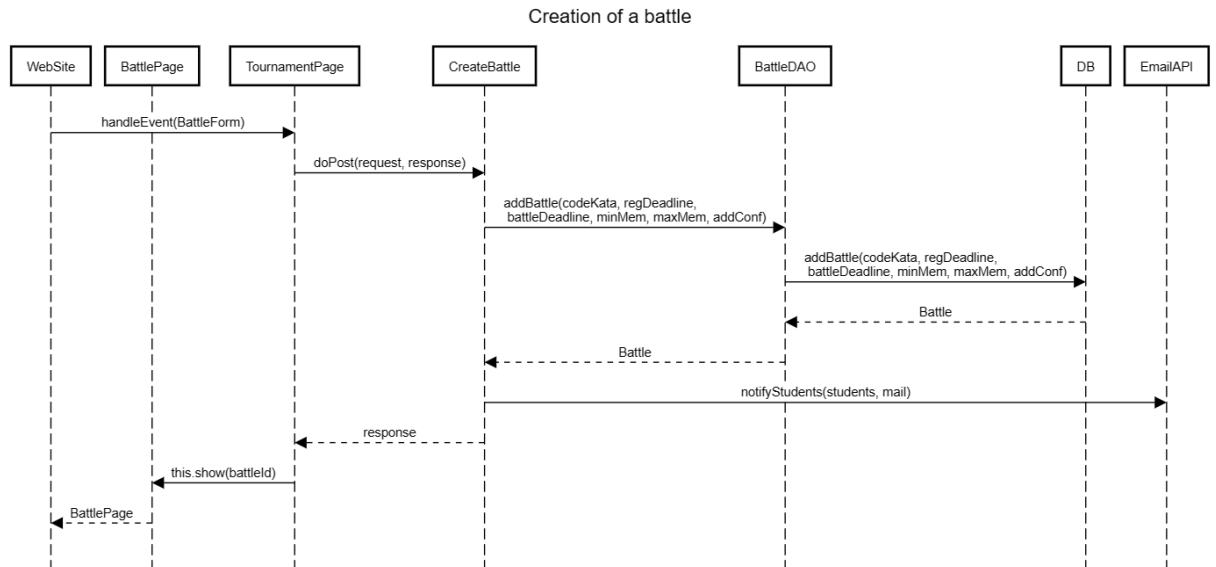 Creation of a battle
WebSite
BattlePage
TournamentPage
CreateBattle
BattleDAO
DB
EmailAPI
handleEvent(BattleForm)
doPost(request, response)
addBattle(codeKata, regDeadline,
battleDeadline, minMem, maxMem, addConf)
addBattle(codeKata, regDeadline,
battleDeadline, minMem, maxMem, addConf)
Battle
Battle
notifyStudents(students, mail)
response
this.show(battleId)
BattlePage